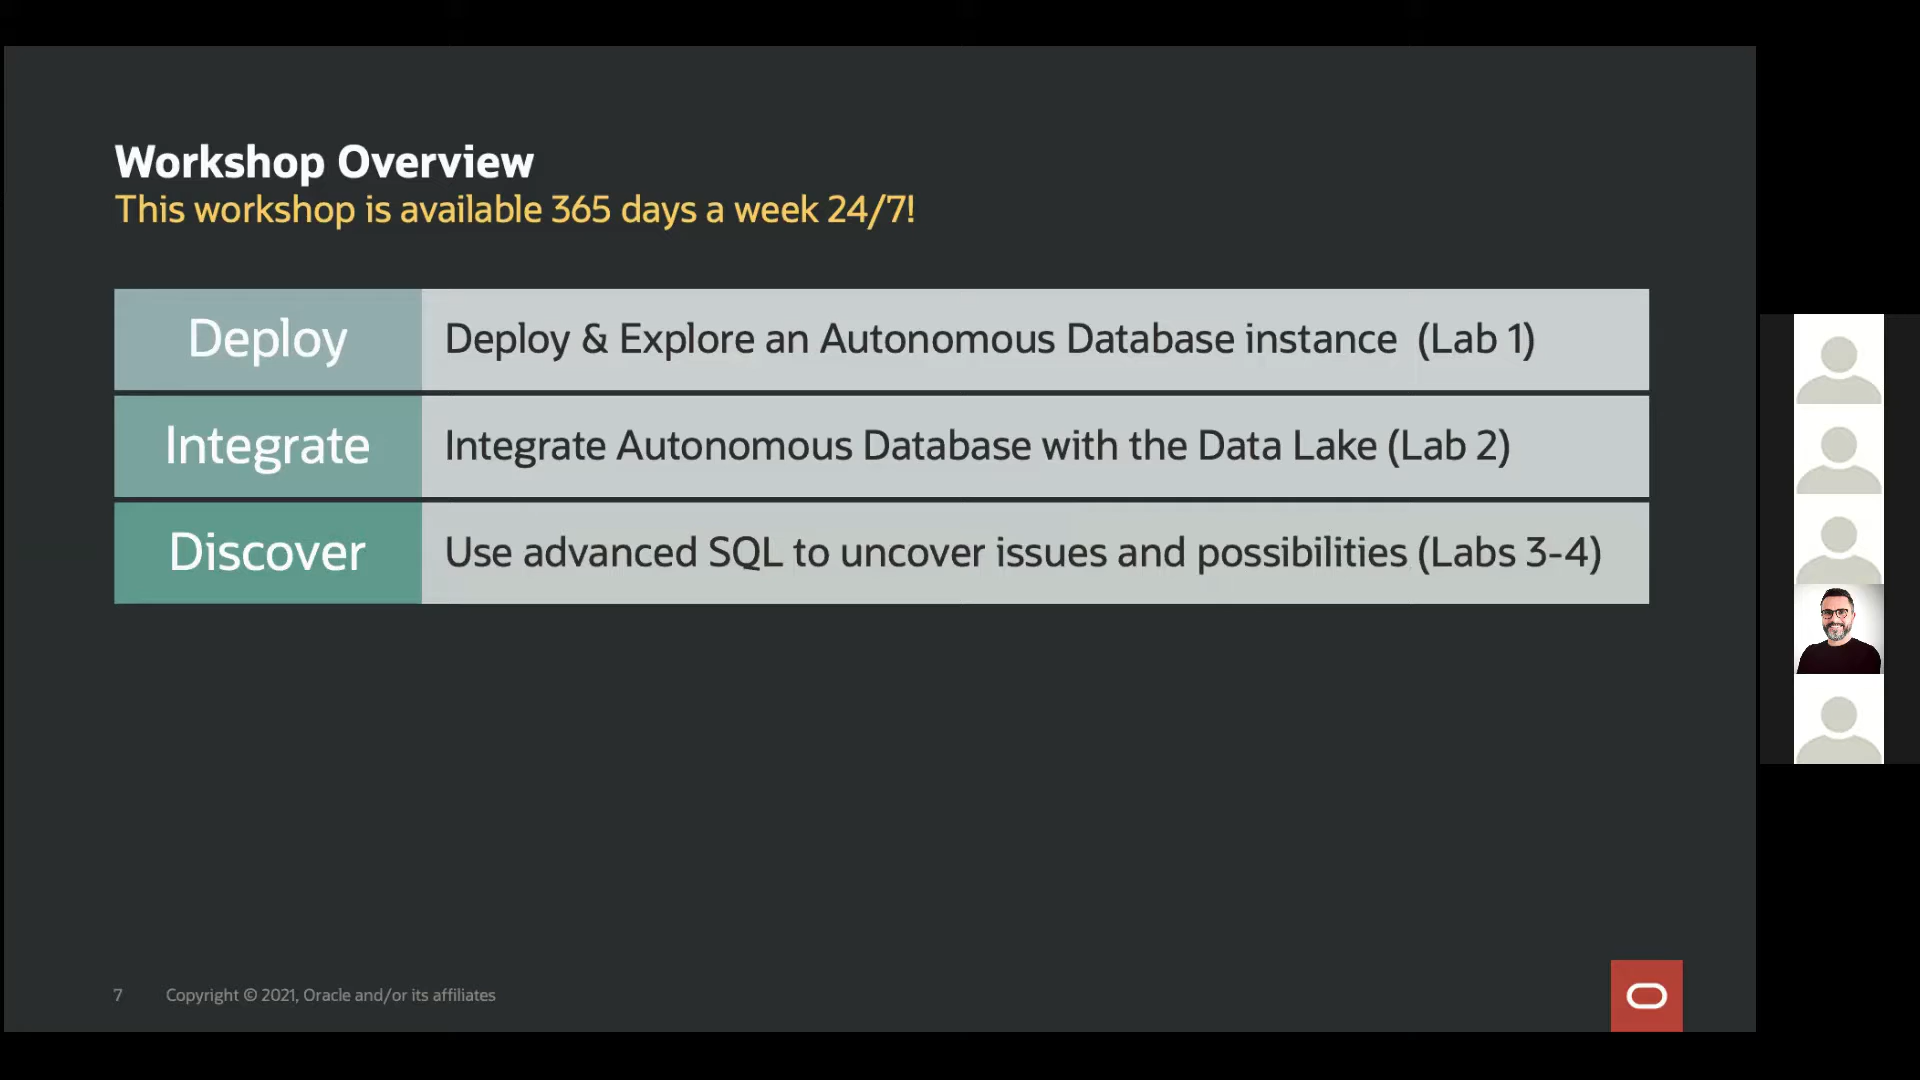 Workshop Overview
This workshop is available 365 days a week 24/7!
Deploy
Deploy & Explore an Autonomous Database instance (Lab 1)
Integrate
Integrate Autonomous Database with the Data Lake (Lab 2)
Discover
Use advanced SQL to uncover issues and possibilities (Labs 3-4)
7
Copyright © 2021, Oracle and/or its affiliates